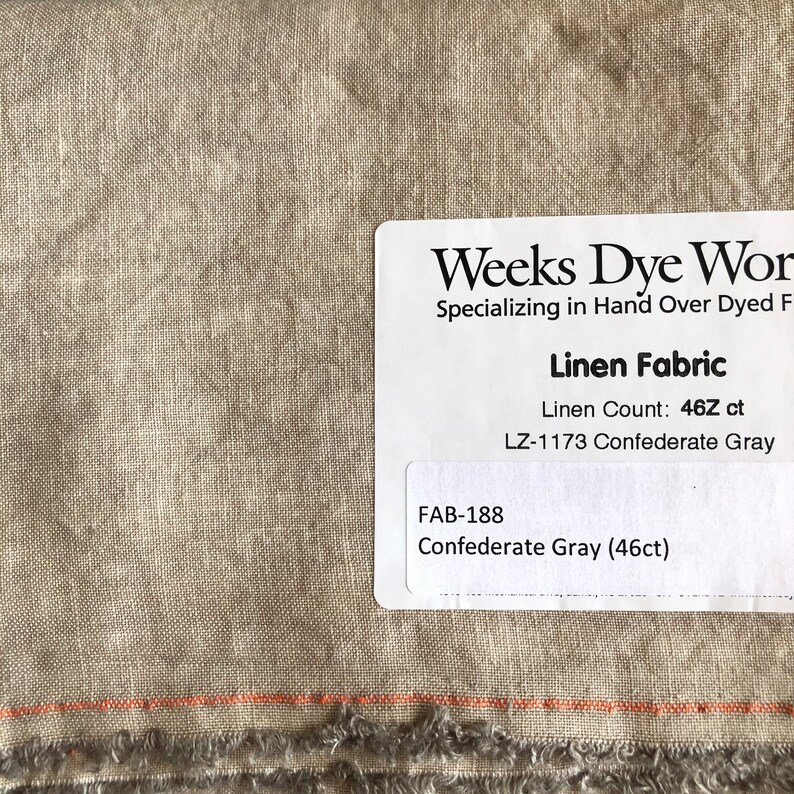 Weeks Dye Wor
Specializing in Hand Over Dyed F
Linen Fabric
Linen Count: 46Z ct
LZ-1173 Confederate Gray
FAB-188
Confederate Gray (46ct)